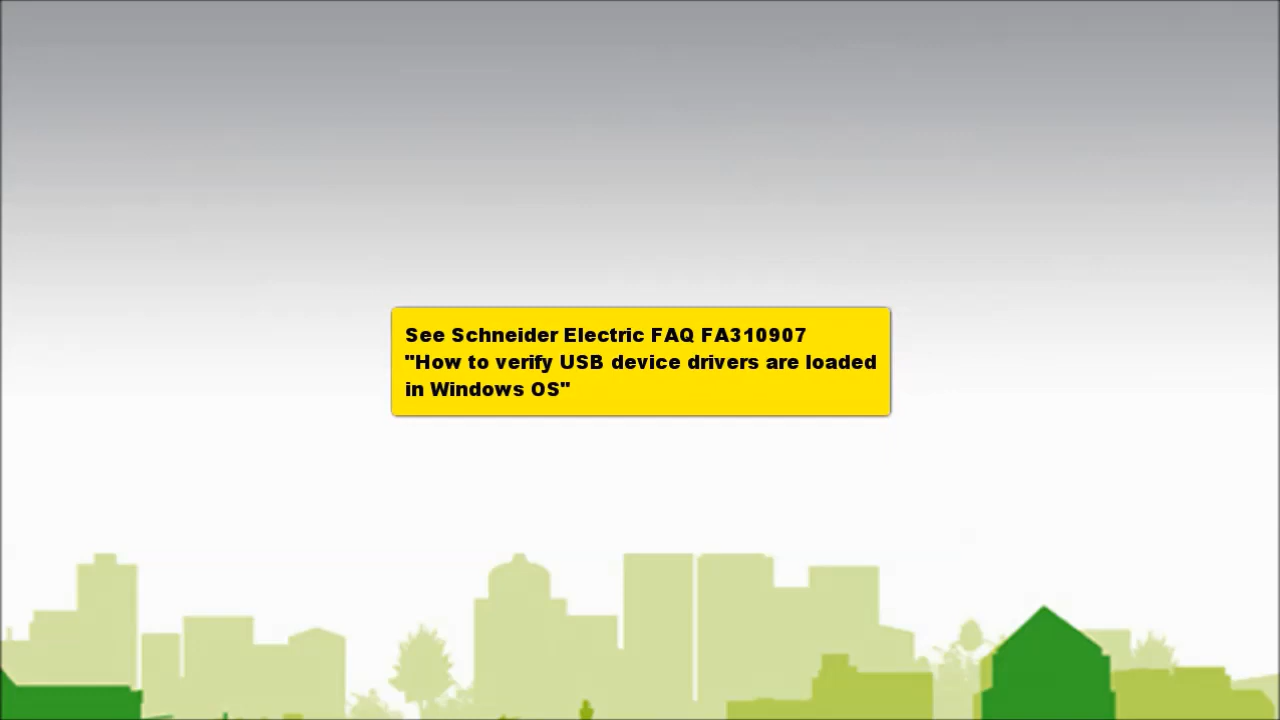 See Schneider Electric FAQ FA310907
"How to verify USB device drivers are loaded
in Windows OS"